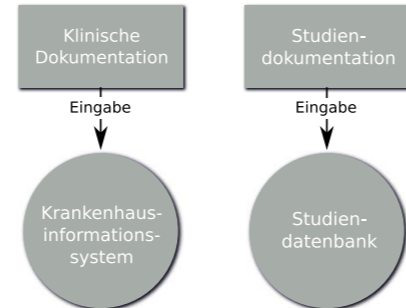 Klinische
Dokumentation
Studien-
dokumentation
Eingabe
Eingabe
Krankenhaus-
informations-
system
Studien-
datenbank